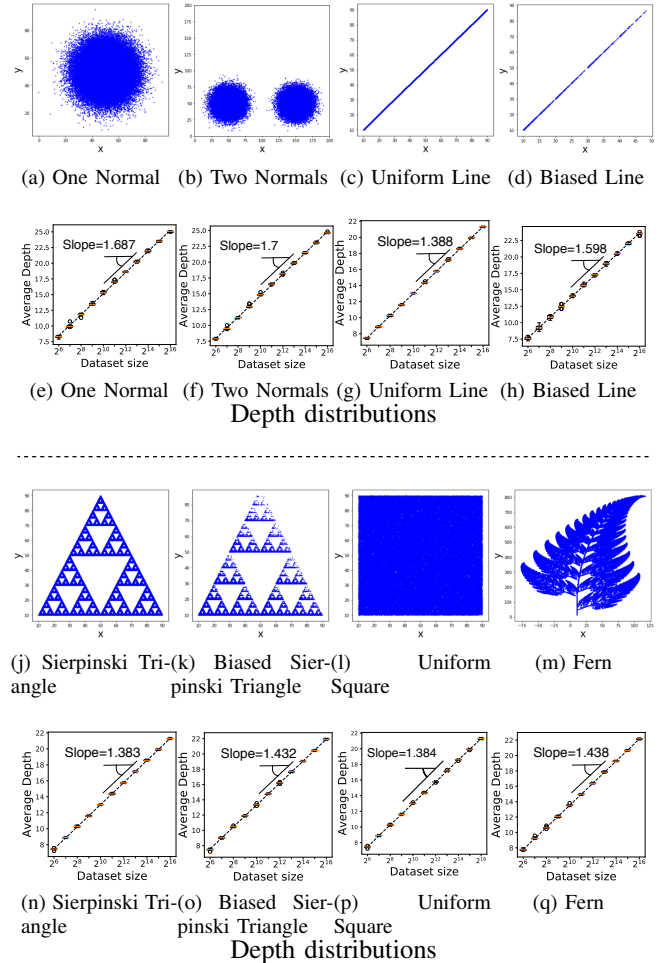 y
x
(a) One Normal
(b) Two Normals
(c) Uniform Line
(d) Biased Line
Average Depth
Slope=1.687
Dataset size
Average Depth
Slope=1.7
Dataset size
Average Depth
Slope=1.388
Dataset size
Average Depth
Slope=1.598
Dataset size
(e) One Normal
(f) Two Normals
(g) Uniform Line
(h) Biased Line
Depth distributions
(j) Sierpinski Tri-
angle
(k) Biased Sier-
pinski Triangle
(l) Uniform
Square
(m) Fern
Average Depth
Slope=1.383
Dataset size
Average Depth
Slope=1.432
Dataset size
Average Depth
Slope=1.384
Dataset size
Average Depth
Slope=1.438
Dataset size
(n) Sierpinski Tri-
angle
(o) Biased Sier-
pinski Triangle
(p) Uniform
Square
(q) Fern
Depth distributions